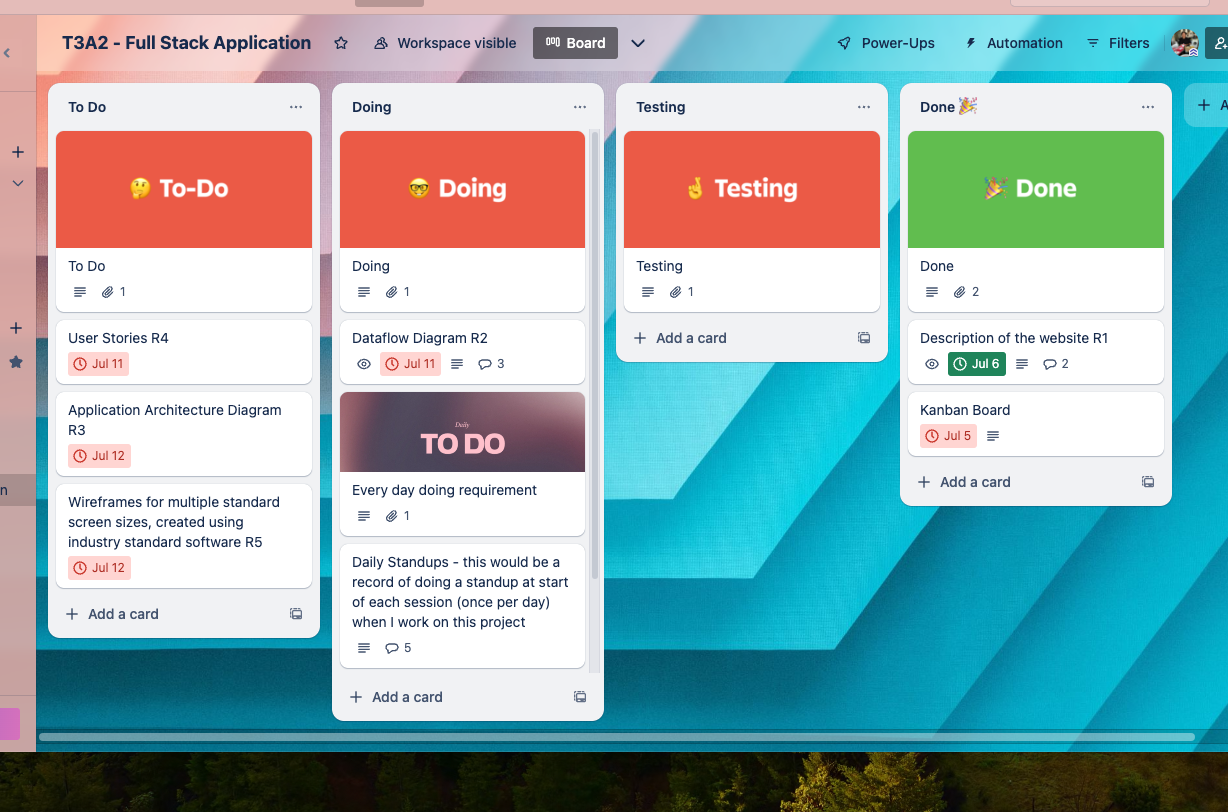 T3A2 - Full Stack Application
Workspace visible
Board
Power-Ups
Automation
Filters
To Do
🤔 To-Do
To Do
1
User Stories R4
Jul 11
Application Architecture Diagram
R3
Jul 12
Wireframes for multiple standard
screen sizes, created using
industry standard software R5
Jul 12
+ Add a card
Doing
🤓 Doing
Doing
1
Dataflow Diagram R2
Jul 11
3
Daily
TO DO
Every day doing requirement
1
Daily Standups - this would be a
record of doing a standup at start
of each session (once per day)
when I work on this project
5
+ Add a card
Testing
🤞 Testing
Testing
1
+ Add a card
Done 🎉
🎉 Done
Done
2
Description of the website R1
Jul 6
2
Kanban Board
Jul 5
+ Add a card
+ A
n